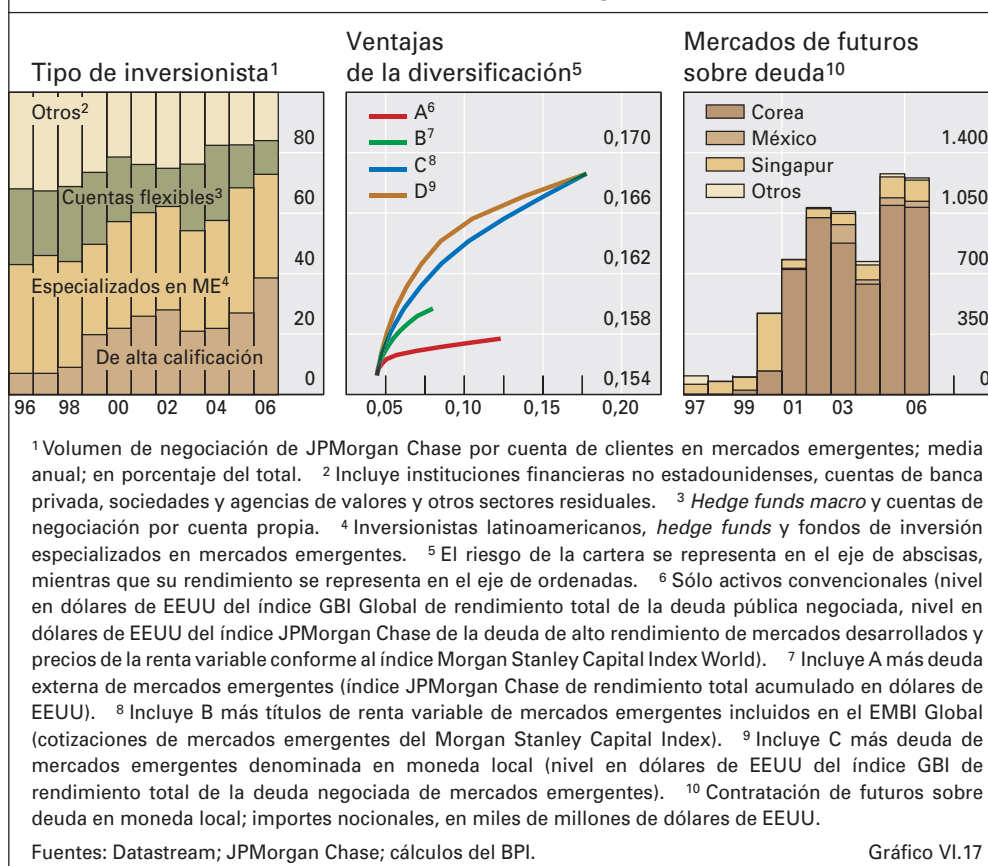 Tipo de inversionista¹
Otros²
Cuentas flexibles³
Especializados en ME⁴
De alta calificación
80
60
40
20
0
96 98 00 02 04 06
Ventajas
de la diversificación⁵
A⁶
B⁷
C⁸
D⁹
0,170
0,166
0,162
0,158
0,154
0,05 0,10 0,15 0,20
Mercados de futuros
sobre deuda¹⁰
Corea
México
Singapur
Otros
1.400
1.050
700
350
0
97 99 01 03 06
¹ Volumen de negociación de JPMorgan Chase por cuenta de clientes en mercados emergentes; media
anual; en porcentaje del total. ² Incluye instituciones financieras no estadounidenses, cuentas de banca
privada, sociedades y agencias de valores y otros sectores residuales. ³ Hedge funds macro y cuentas de
negociación por cuenta propia. ⁴ Inversionistas latinoamericanos, hedge funds y fondos de inversión
especializados en mercados emergentes. ⁵ El riesgo de la cartera se representa en el eje de abscisas,
mientras que su rendimiento se representa en el eje de ordenadas. ⁶ Sólo activos convencionales (nivel
en dólares de EEUU del índice GBI Global de rendimiento total de la deuda pública negociada, nivel en
dólares de EEUU del índice JPMorgan Chase de la deuda de alto rendimiento de mercados desarrollados y
precios de la renta variable conforme al índice Morgan Stanley Capital Index World). ⁷ Incluye A más deuda
externa de mercados emergentes (índice JPMorgan Chase de rendimiento total acumulado en dólares de
EEUU). ⁸ Incluye B más títulos de renta variable de mercados emergentes incluidos en el EMBI Global
(cotizaciones de mercados emergentes del Morgan Stanley Capital Index). ⁹ Incluye C más deuda de
mercados emergentes denominada en moneda local (nivel en dólares de EEUU del índice GBI de
rendimiento total de la deuda negociada de mercados emergentes). ¹⁰ Contratación de futuros sobre
deuda en moneda local; importes nocionales, en miles de millones de dólares de EEUU.
Fuentes: Datastream; JPMorgan Chase; cálculos del BPI. Gráfico VI.17